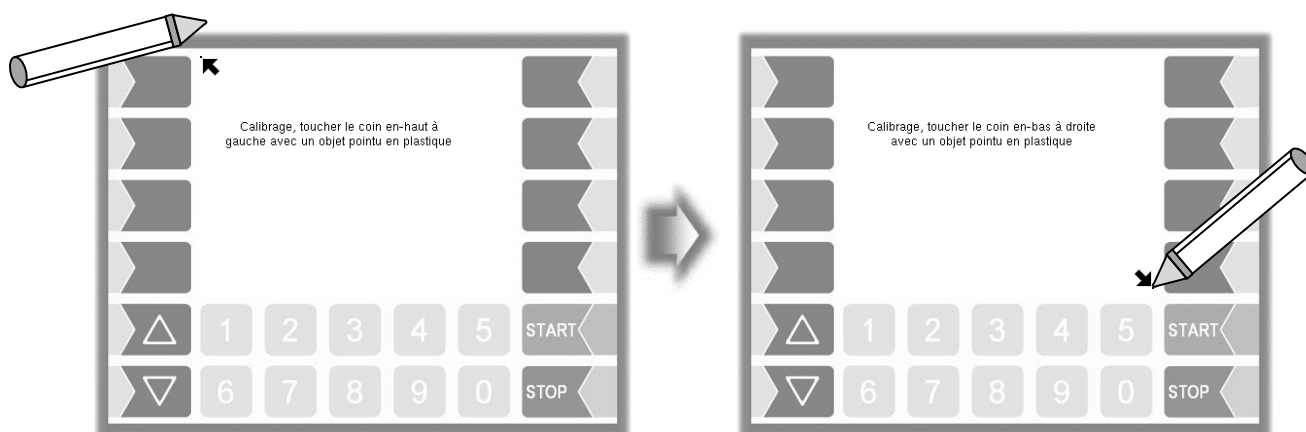 Calibrage, toucher le coin en-haut à
gauche avec un objet pointu en plastique
1 2 3 4 5 START
6 7 8 9 0 STOP
Calibrage, toucher le coin en-bas à droite
avec un objet pointu en plastique
1 2 3 4 5 START
6 7 8 9 0 STOP